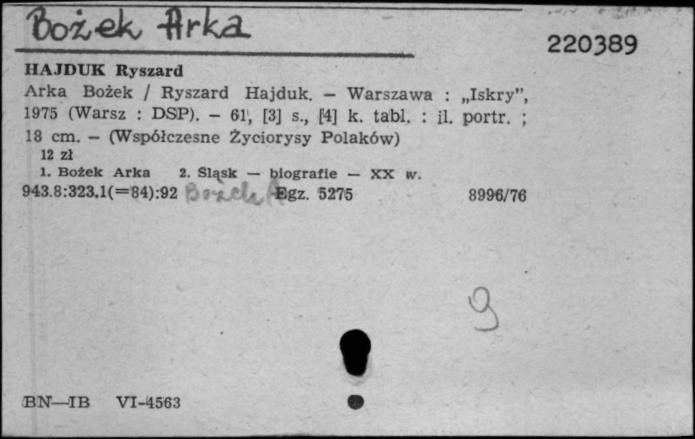 Bożek Arka
220389
HAJDUK Ryszard
Arka Bożek / Ryszard Hajduk. — Warszawa : „Iskry”,
1975 (Warsz : DSP). — 61, [3] s., [4] k. tabl. : il. portr. ;
18 cm. — (Współczesne Życiorysy Polaków)
12 zł
1. Bożek Arka 2. Śląsk — biografie — XX w.
943.8:323.1(=84):92 Bożek A Egz. 5275 8996/76
9
BN—IB VI-4563